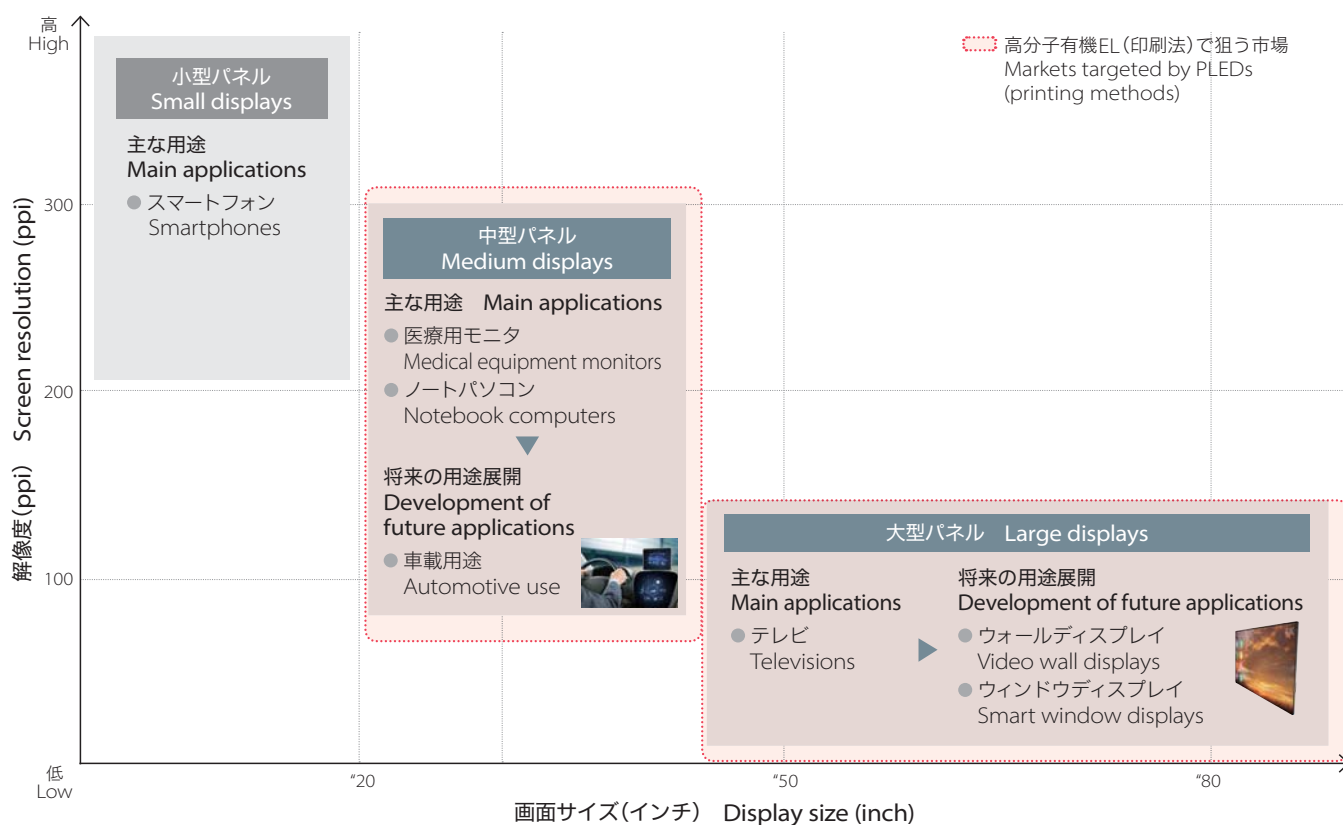 高
High
高分子有機EL（印刷法）で狙う市場
Markets targeted by PLEDs
(printing methods)
小型パネル
Small displays
主な用途
Main applications
● スマートフォン
Smartphones
解像度（ppi） Screen resolution (ppi)
300
200
100
中型パネル
Medium displays
主な用途 Main applications
● 医療用モニタ
Medical equipment monitors
● ノートパソコン
Notebook computers
▼
将来の用途展開
Development of
future applications
● 車載用途
Automotive use
大型パネル Large displays
主な用途
Main applications
● テレビ
Televisions
▶
将来の用途展開
Development of future applications
● ウォールディスプレイ
Video wall displays
● ウィンドウディスプレイ
Smart window displays
低
Low
“20
“50
“80
画面サイズ（インチ） Display size (inch)